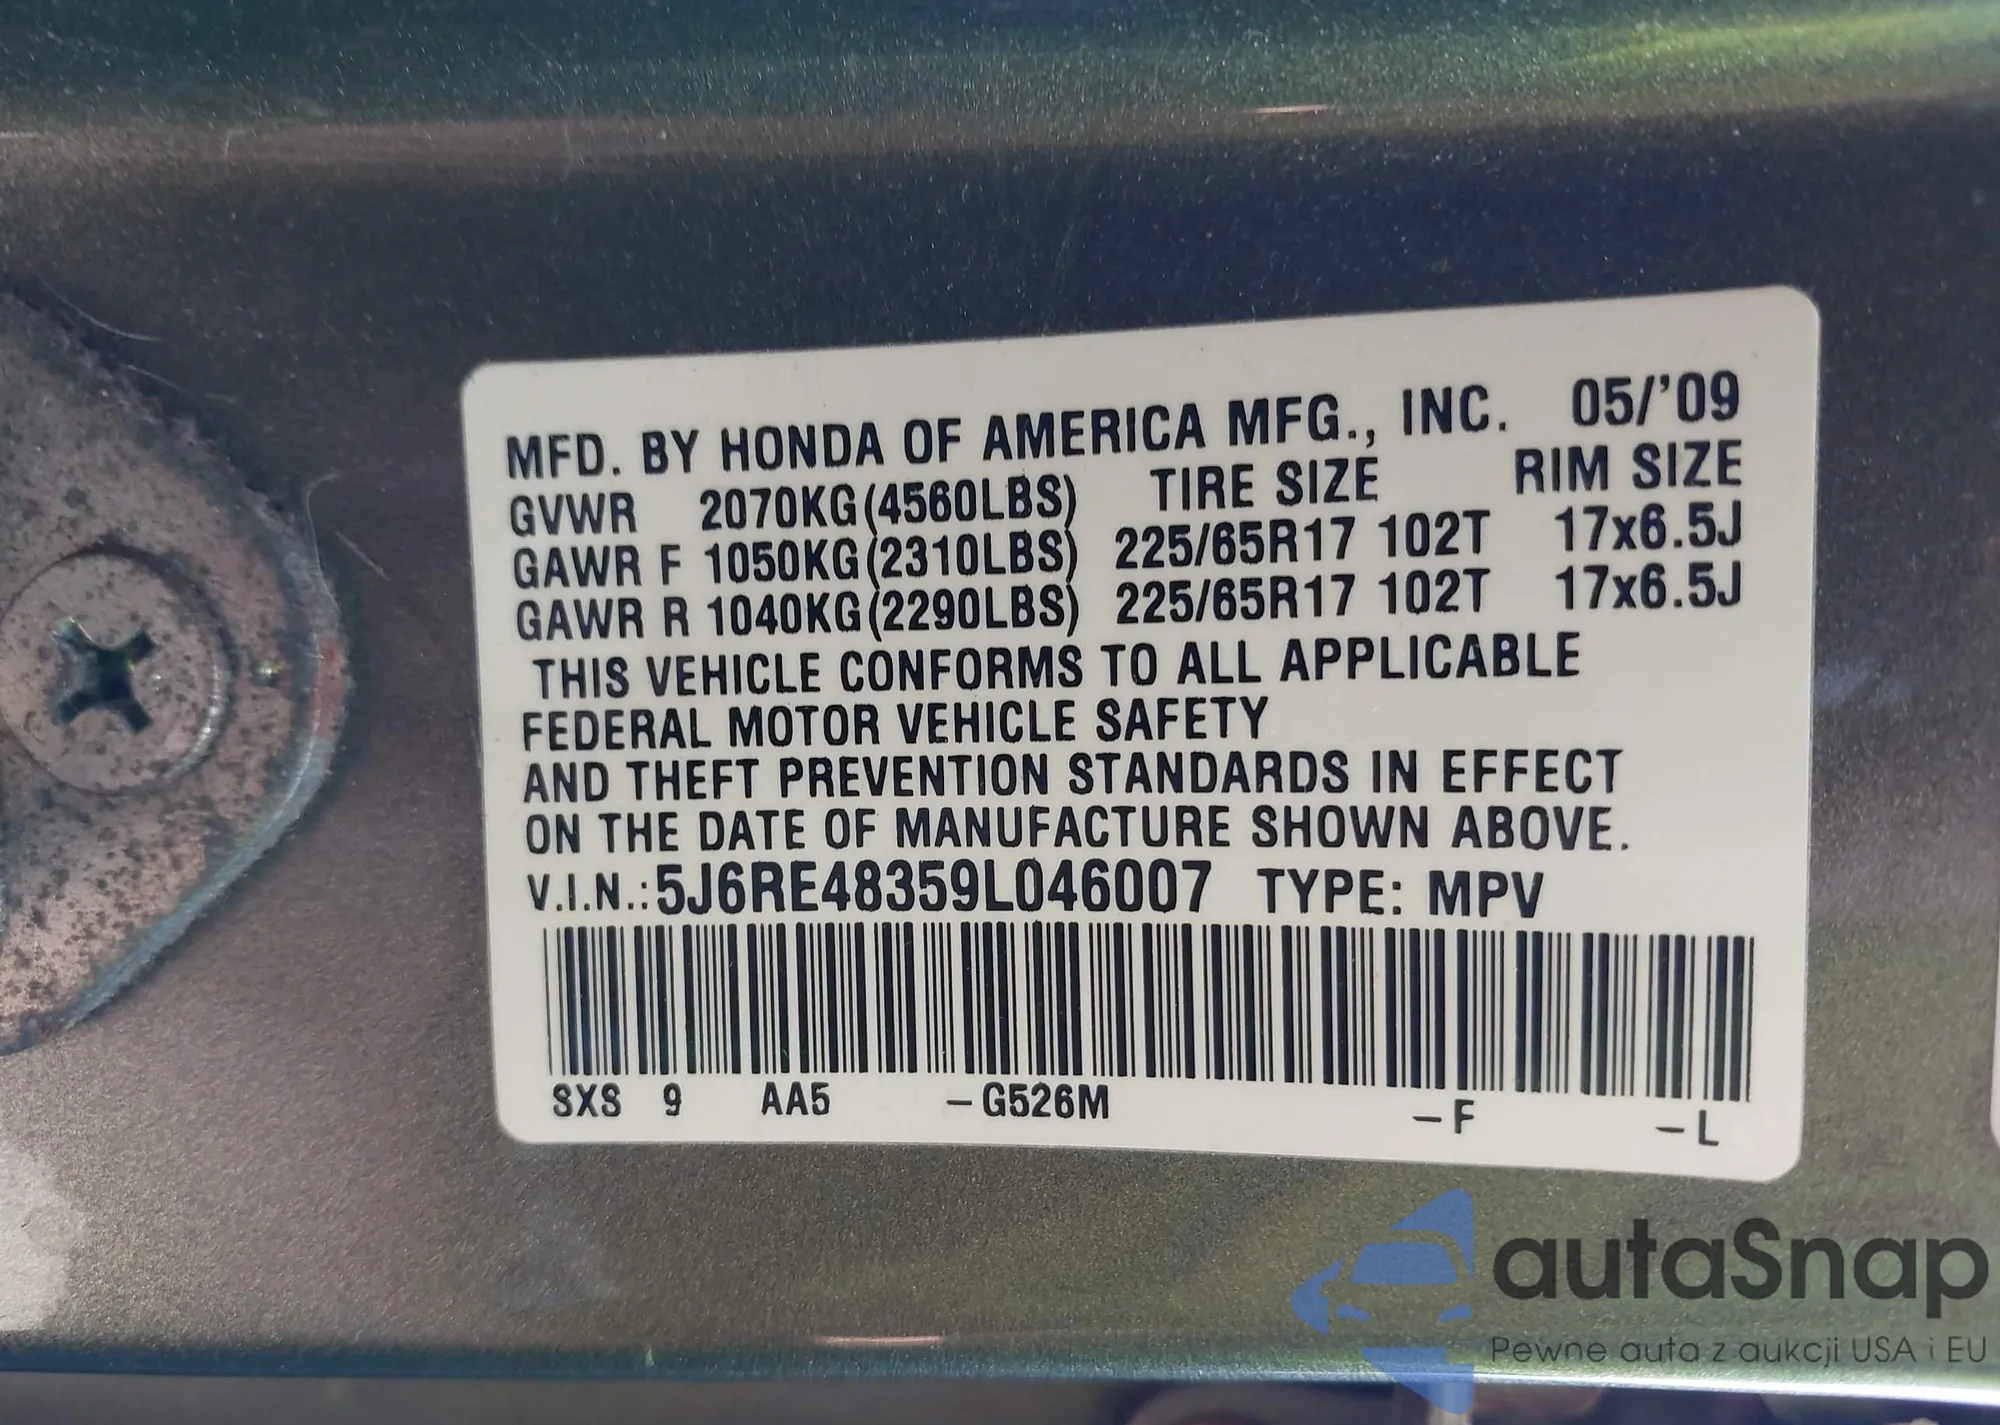 MFD. BY HONDA OF AMERICA MFG., INC. 05/'09
GVWR 2070KG(4560LBS) TIRE SIZE RIM SIZE
GAWR F 1050KG(2310LBS) 225/65R17 102T 17x6.5J
GAWR R 1040KG(2290LBS) 225/65R17 102T 17x6.5J
THIS VEHICLE CONFORMS TO ALL APPLICABLE
FEDERAL MOTOR VEHICLE SAFETY
AND THEFT PREVENTION STANDARDS IN EFFECT
ON THE DATE OF MANUFACTURE SHOWN ABOVE.
V.I.N.:5J6RE48359L046007 TYPE: MPV
SXS 9 AA5 –G526M –F –L
autaSnap
Pewne auta z aukcji USA i EU